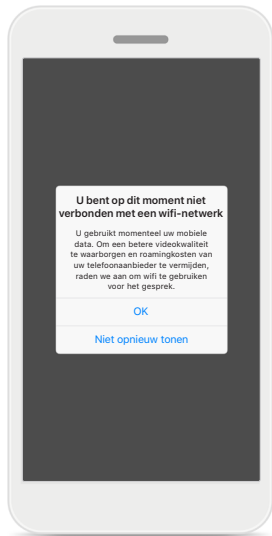 U bent op dit moment niet
verbonden met een wifi-netwerk
U gebruikt momenteel uw mobiele
data. Om een betere videokwaliteit
te waarborgen en roamingkosten van
uw telefoonaanbieder te vermijden,
raden we aan om wifi te gebruiken
voor het gesprek.
OK
Niet opnieuw tonen